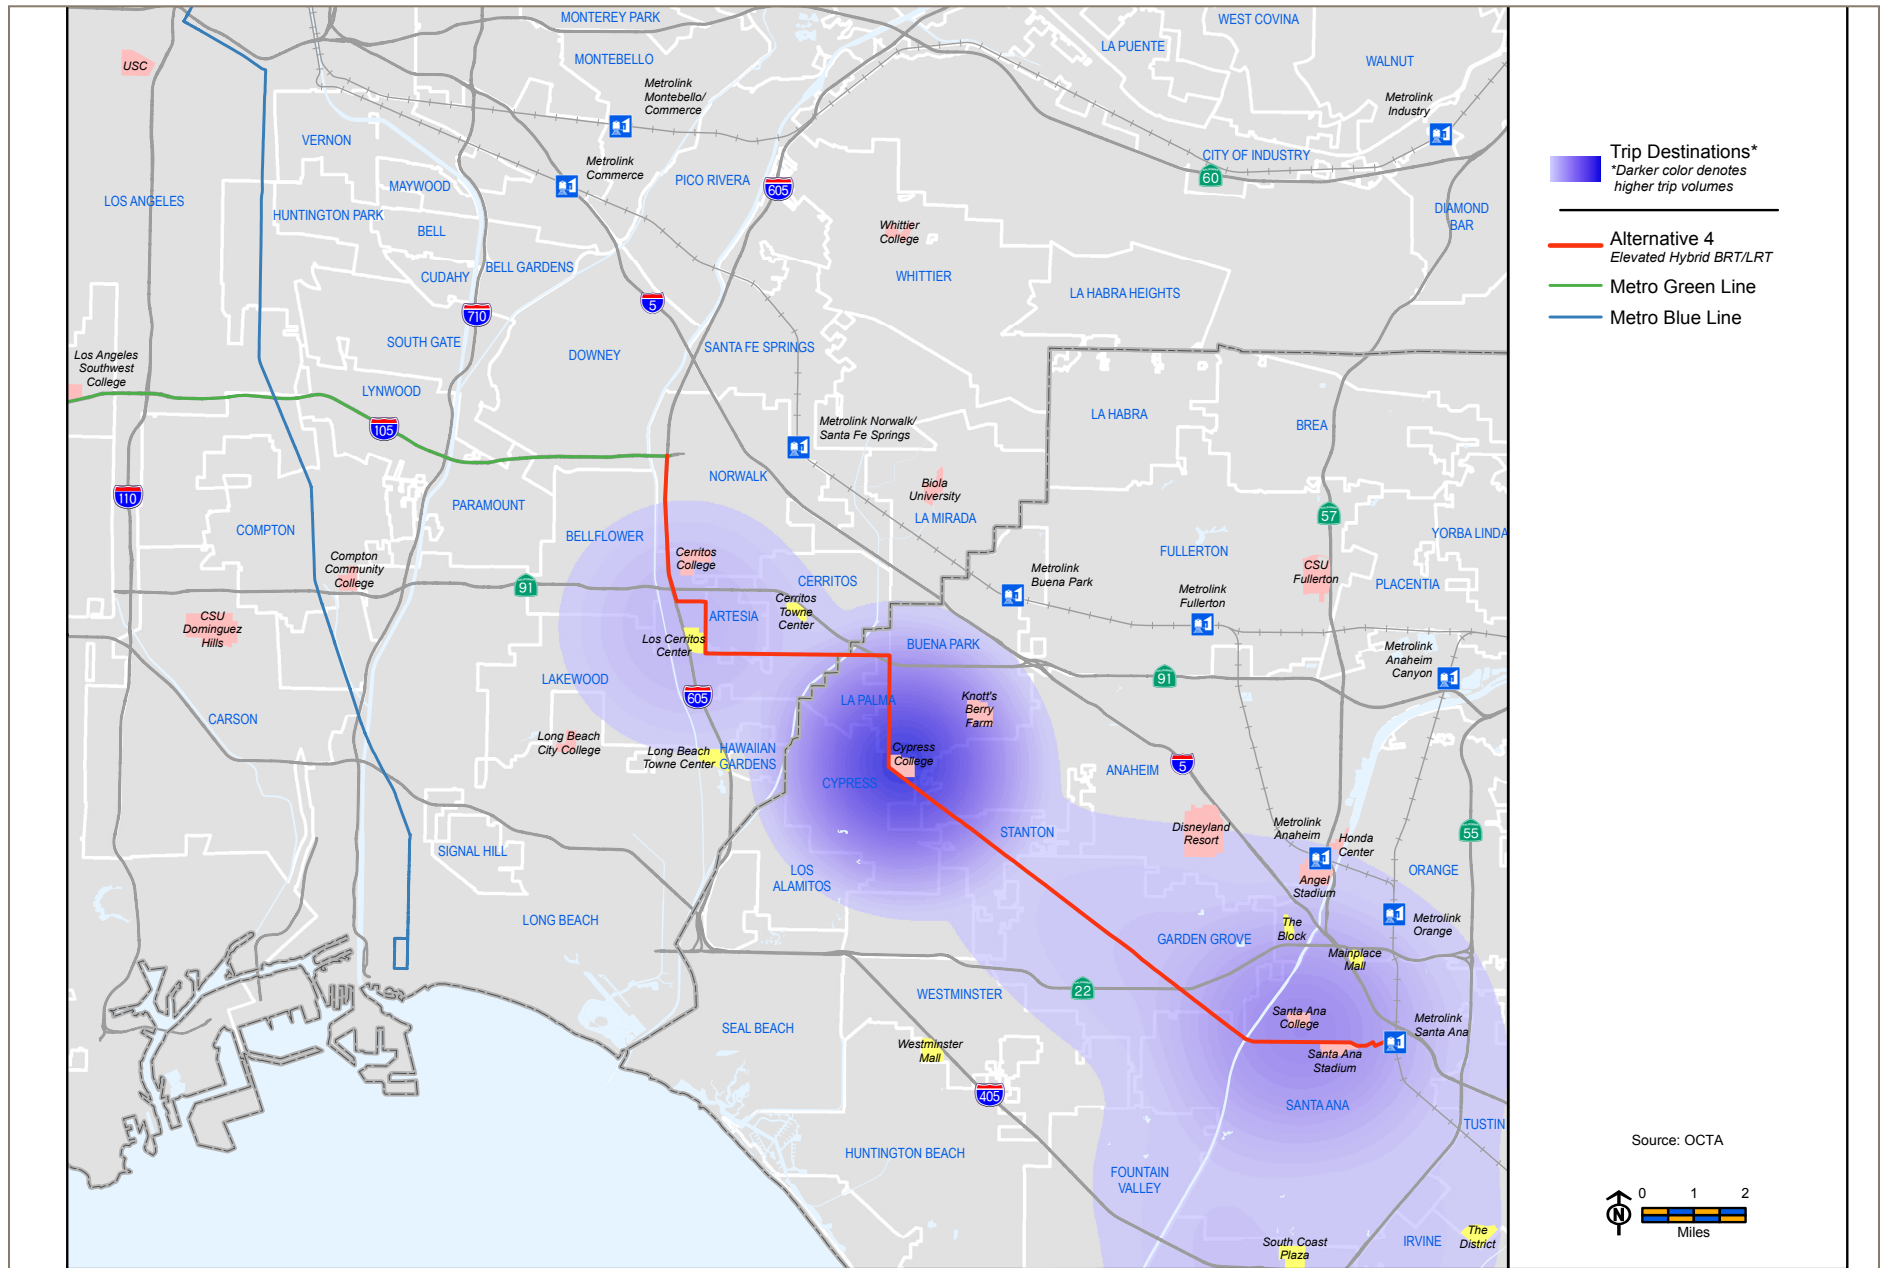 MONTEREY PARK
WEST COVINA
LA PUENTE
USC
MONTEBELLO
WALNUT
Metrolink
Montebello/
Commerce
Metrolink
Industry
VERNON
CITY OF INDUSTRY
60
Metrolink
Commerce
MAYWOOD
PICO RIVERA
605
LOS ANGELES
HUNTINGTON PARK
BELL
Whittier
College
DIAMOND
BAR
BELL GARDENS
CUDAHY
WHITTIER
LA HABRA HEIGHTS
5
710
SOUTH GATE
DOWNEY
SANTA FE SPRINGS
Los Angeles
Southwest
College
LYNWOOD
105
Metrolink Norwalk/
Santa Fe Springs
LA HABRA
BREA
NORWALK
110
Biola
University
LA MIRADA
57
PARAMOUNT
COMPTON
BELLFLOWER
YORBA LINDA
FULLERTON
Compton
Community
College
Cerritos
College
CERRITOS
Metrolink
Buena Park
CSU
Fullerton
PLACENTIA
91
Metrolink
Fullerton
CSU
Dominguez
Hills
Cerritos
Towne
Center
ARTESIA
Los Cerritos
Center
BUENA PARK
Metrolink
Anaheim
Canyon
91
LAKEWOOD
605
LA PALMA
Knott's
Berry
Farm
CARSON
Long Beach
City College
Long Beach
Towne Center
HAWAIIAN
GARDENS
Cypress
College
CYPRESS
ANAHEIM
5
STANTON
Disneyland
Resort
Metrolink
Anaheim
Honda
Center
55
SIGNAL HILL
LOS
ALAMITOS
Angel
Stadium
ORANGE
LONG BEACH
The
Block
Metrolink
Orange
GARDEN GROVE
Mainplace
Mall
22
WESTMINSTER
SEAL BEACH
Santa Ana
College
Metrolink
Santa Ana
Westminster
Mall
Santa Ana
Stadium
405
SANTA ANA
TUSTIN
HUNTINGTON BEACH
FOUNTAIN
VALLEY
South Coast
Plaza
IRVINE
The
District
Trip Destinations*
*Darker color denotes
higher trip volumes
Alternative 4
Elevated Hybrid BRT/LRT
Metro Green Line
Metro Blue Line
Source: OCTA
N
0 1 2
Miles